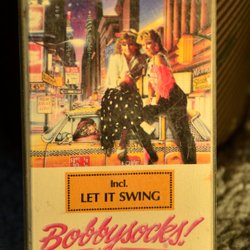 Incl.
LET IT SWING
Bobbysocks!